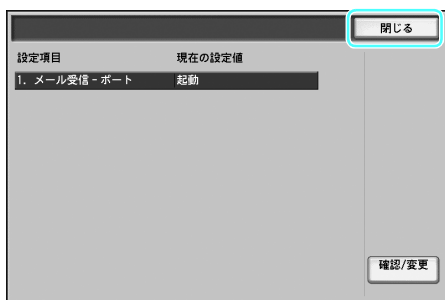 閉じる
設定項目 現在の設定値
1. メール受信 - ポート 起動
確認/変更